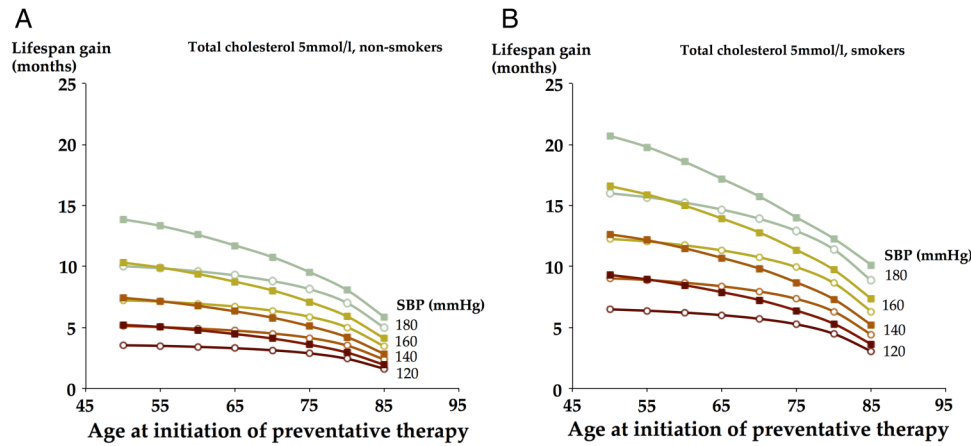 A
Lifespan gain
(months)
Total cholesterol 5mmol/l, non-smokers
25
20
15
10
5
0
SBP (mmHg)
180
160
140
120
45 55 65 75 85 95
Age at initiation of preventative therapy
B
Lifespan gain
(months)
Total cholesterol 5mmol/l, smokers
25
20
15
10
5
0
SBP (mmHg)
180
160
140
120
45 55 65 75 85 95
Age at initiation of preventative therapy